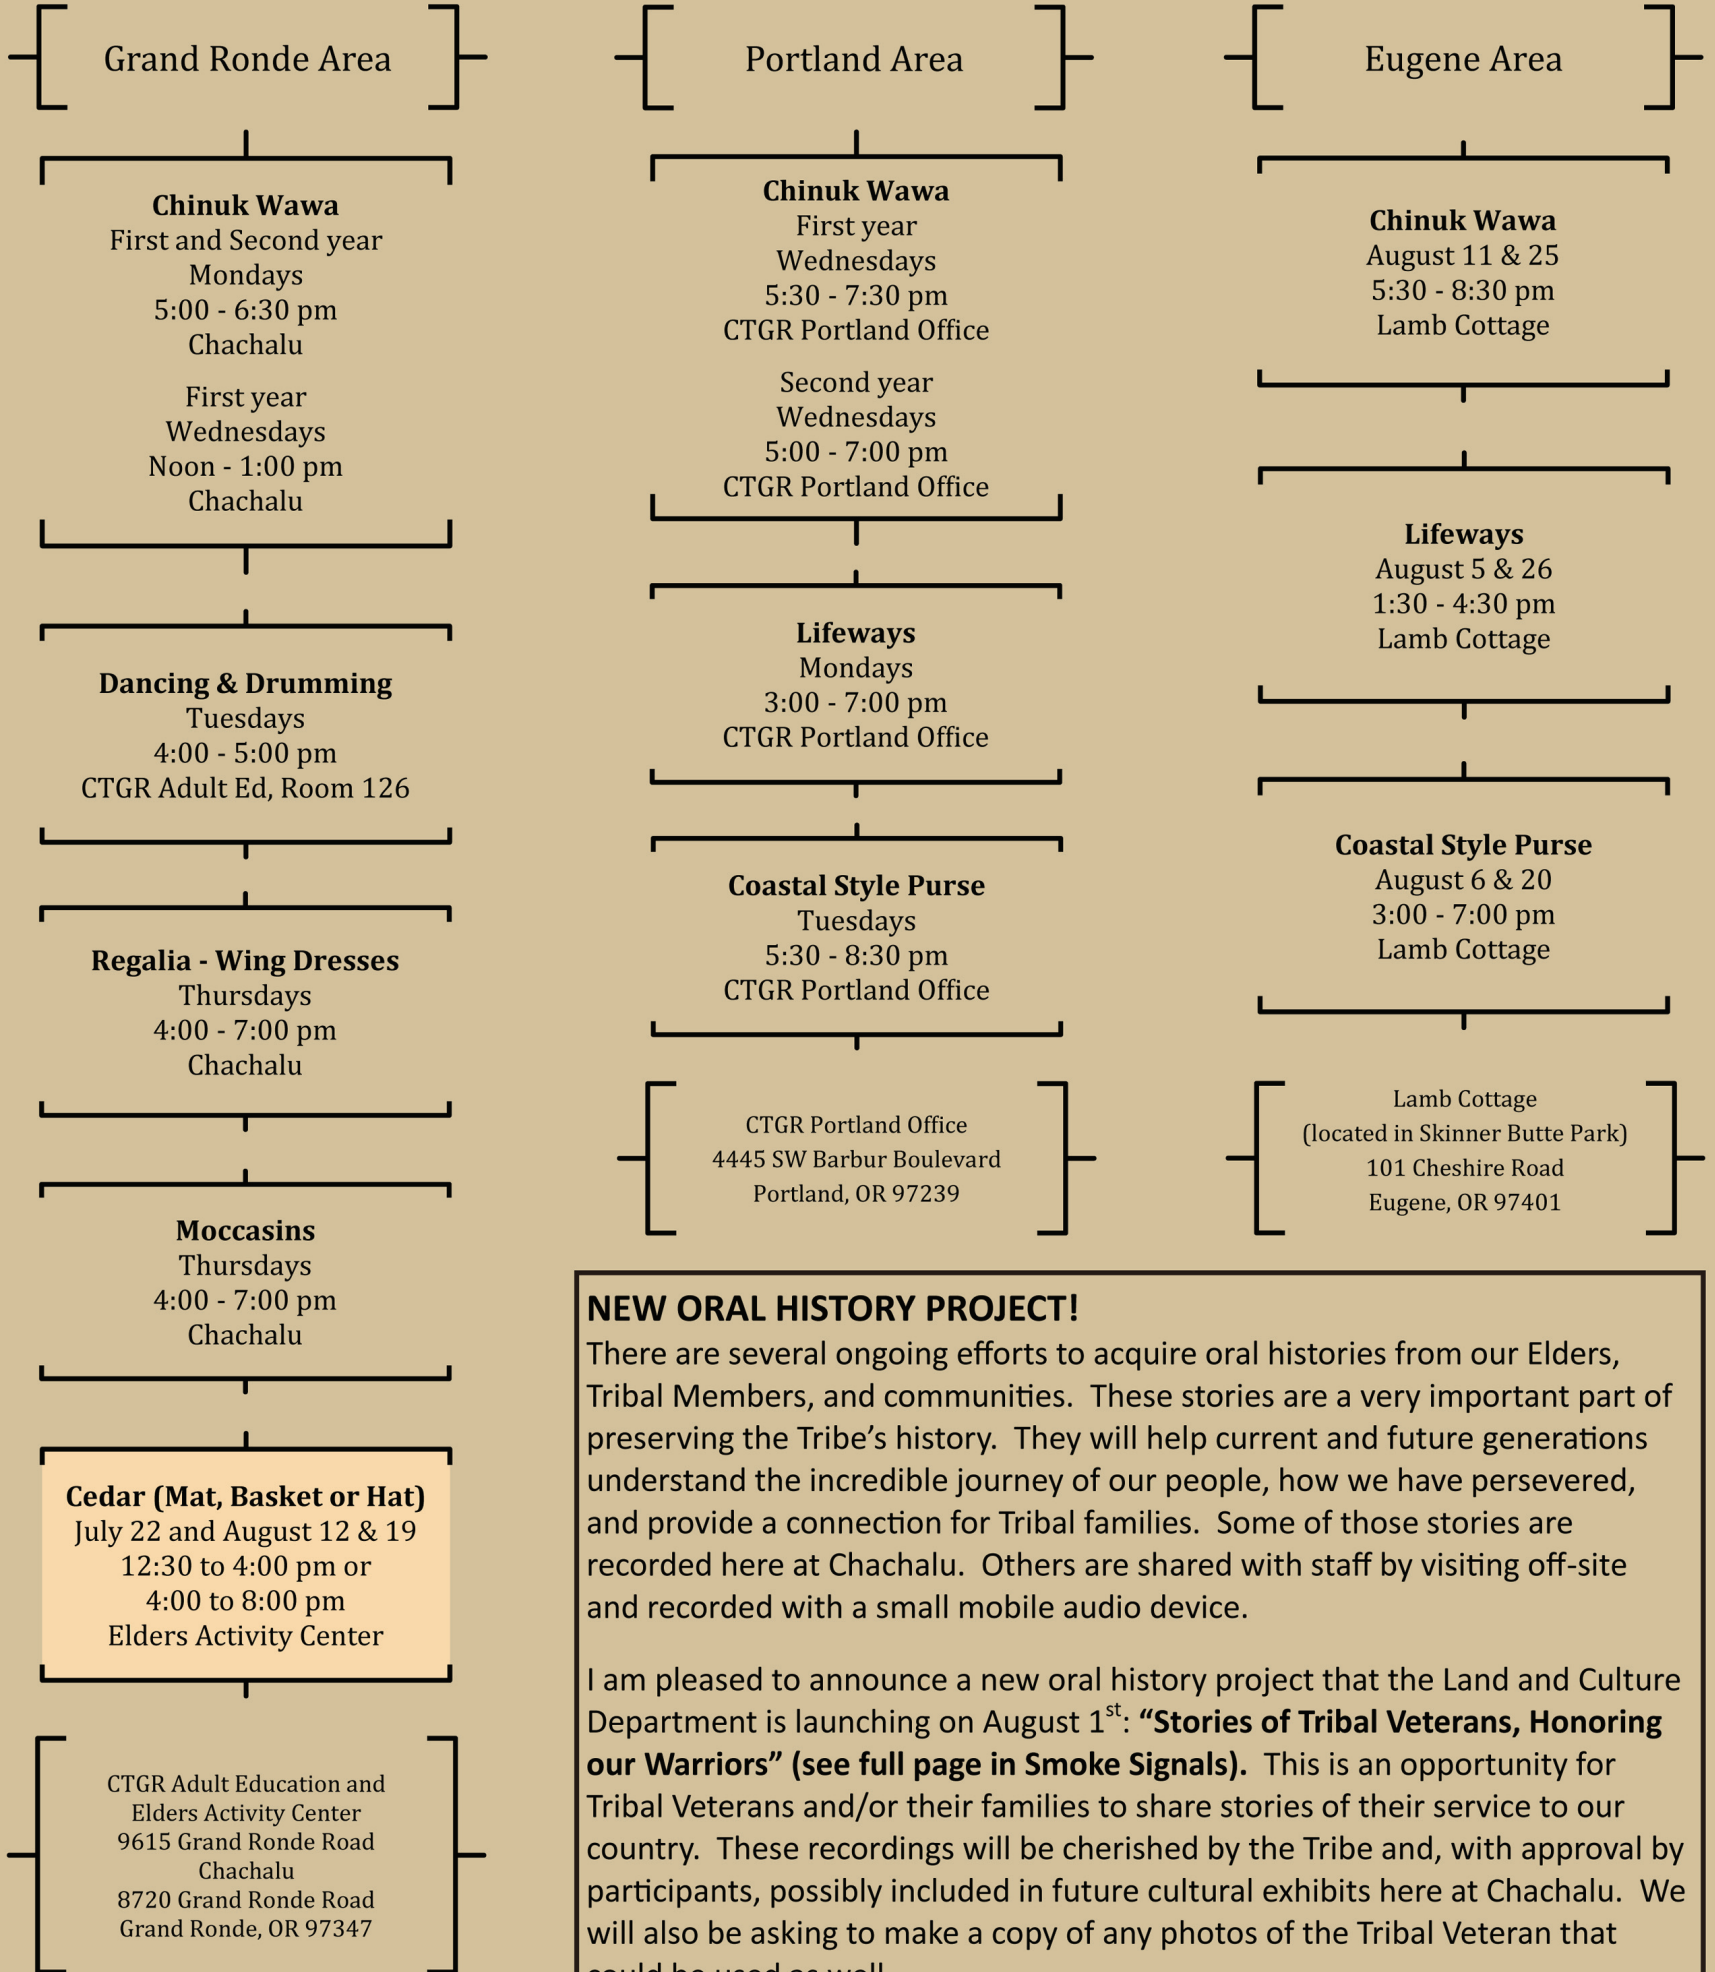 Grand Ronde Area
Chinuk Wawa
First and Second year
Mondays
5:00 - 6:30 pm
Chachalu
First year
Wednesdays
Noon - 1:00 pm
Chachalu
Dancing & Drumming
Tuesdays
4:00 - 5:00 pm
CTGR Adult Ed, Room 126
Regalia - Wing Dresses
Thursdays
4:00 - 7:00 pm
Chachalu
Moccasins
Thursdays
4:00 - 7:00 pm
Chachalu
Cedar (Mat, Basket or Hat)
July 22 and August 12 & 19
12:30 to 4:00 pm or
4:00 to 8:00 pm
Elders Activity Center
CTGR Adult Education and
Elders Activity Center
9615 Grand Ronde Road
Chachalu
8720 Grand Ronde Road
Grand Ronde, OR 97347
Portland Area
Chinuk Wawa
First year
Wednesdays
5:30 - 7:30 pm
CTGR Portland Office
Second year
Wednesdays
5:00 - 7:00 pm
CTGR Portland Office
Lifeways
Mondays
3:00 - 7:00 pm
CTGR Portland Office
Coastal Style Purse
Tuesdays
5:30 - 8:30 pm
CTGR Portland Office
CTGR Portland Office
4445 SW Barbur Boulevard
Portland, OR 97239
Eugene Area
Chinuk Wawa
August 11 & 25
5:30 - 8:30 pm
Lamb Cottage
Lifeways
August 5 & 26
1:30 - 4:30 pm
Lamb Cottage
Coastal Style Purse
August 6 & 20
3:00 - 7:00 pm
Lamb Cottage
Lamb Cottage
(located in Skinner Butte Park)
101 Cheshire Road
Eugene, OR 97401
NEW ORAL HISTORY PROJECT!
There are several ongoing efforts to acquire oral histories from our Elders,
Tribal Members, and communities.  These stories are a very important part of
preserving the Tribe’s history.  They will help current and future generations
understand the incredible journey of our people, how we have persevered,
and provide a connection for Tribal families.  Some of those stories are
recorded here at Chachalu.  Others are shared with staff by visiting off-site
and recorded with a small mobile audio device.
I am pleased to announce a new oral history project that the Land and Culture
Department is launching on August 1st: “Stories of Tribal Veterans, Honoring
our Warriors” (see full page in Smoke Signals).  This is an opportunity for
Tribal Veterans and/or their families to share stories of their service to our
country.  These recordings will be cherished by the Tribe and, with approval by
participants, possibly included in future cultural exhibits here at Chachalu.  We
will also be asking to make a copy of any photos of the Tribal Veteran that
could be used as well